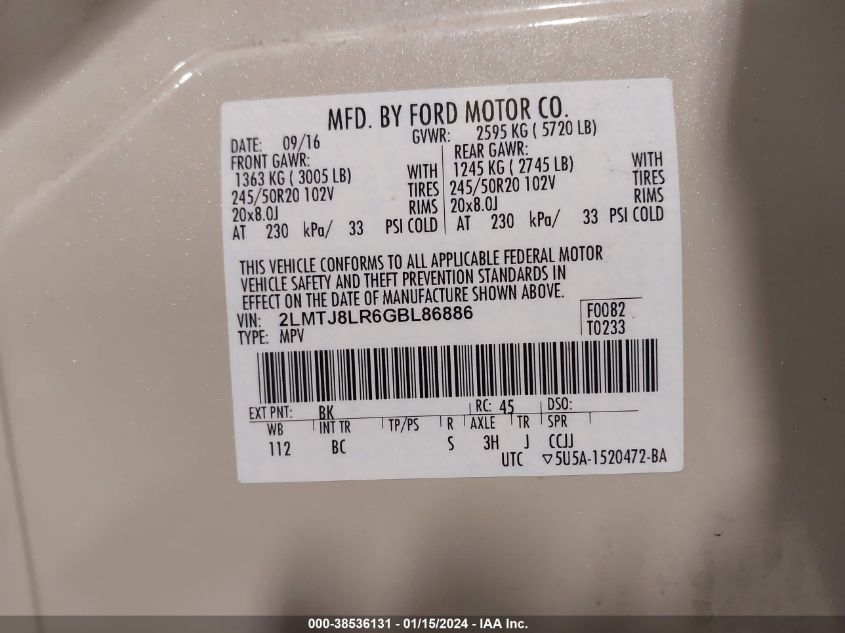 MFD. BY FORD MOTOR CO.
DATE: 09/16 GVWR: 2595 KG ( 5720 LB)
FRONT GAWR: REAR GAWR:
1363 KG ( 3005 LB) WITH 1245 KG ( 2745 LB) WITH
245/50R20 102V TIRES 245/50R20 102V TIRES
20x8.0J RIMS 20x8.0J RIMS
AT 230 kPa/ 33 PSI COLD AT 230 kPa/ 33 PSI COLD
THIS VEHICLE CONFORMS TO ALL APPLICABLE FEDERAL MOTOR
VEHICLE SAFETY AND THEFT PREVENTION STANDARDS IN
EFFECT ON THE DATE OF MANUFACTURE SHOWN ABOVE.
VIN: 2LMTJ8LR6GBL86886 F0082
TYPE: MPV T0233
EXT PNT: BK RC: 45 DSO:
WB INT TR TP/PS R AXLE TR SPR
112 BC S 3H J CCJJ
UTC ▽5U5A-1520472-BA
000-38536131 - 01/15/2024 - IAA Inc.